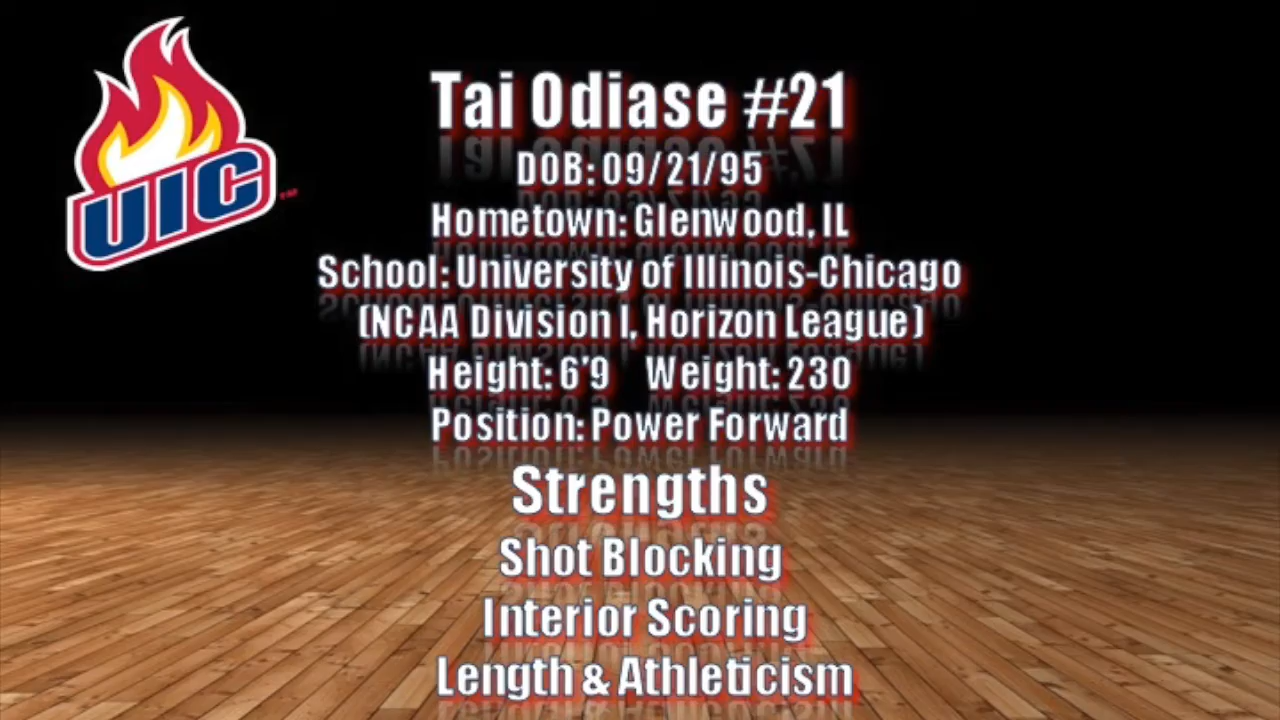 UIC
™
Tai Odiase #21
DOB: 09/21/95
Hometown: Glenwood, IL
School: University of Illinois-Chicago
(NCAA Division I, Horizon League)
Height: 6'9 Weight: 230
Position: Power Forward
Strengths
Shot Blocking
Interior Scoring
Length & Athleticism